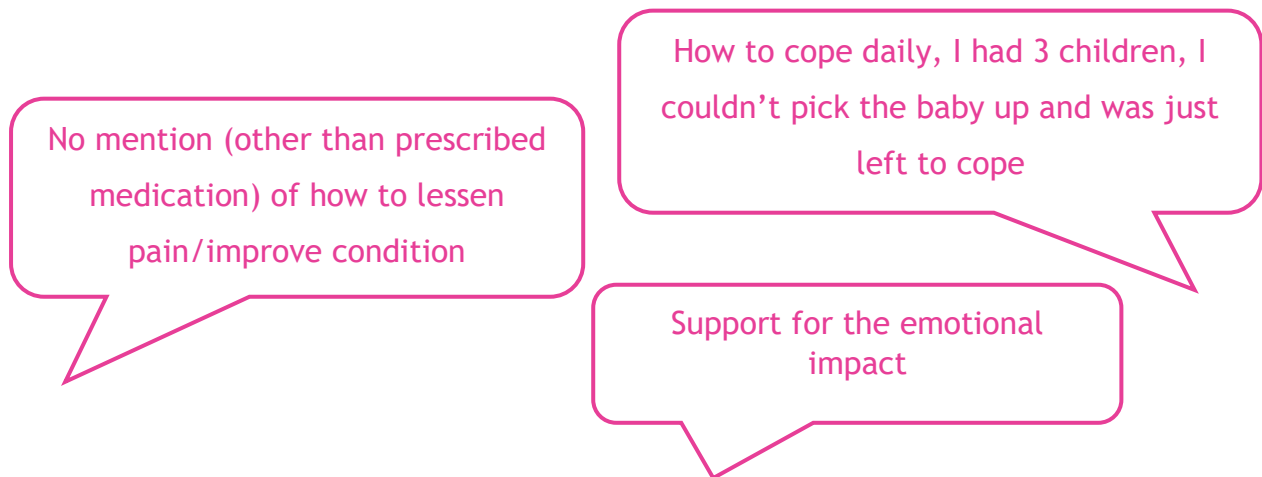 How to cope daily, I had 3 children, I
couldn’t pick the baby up and was just
left to cope
No mention (other than prescribed
medication) of how to lessen
pain/improve condition
Support for the emotional
impact